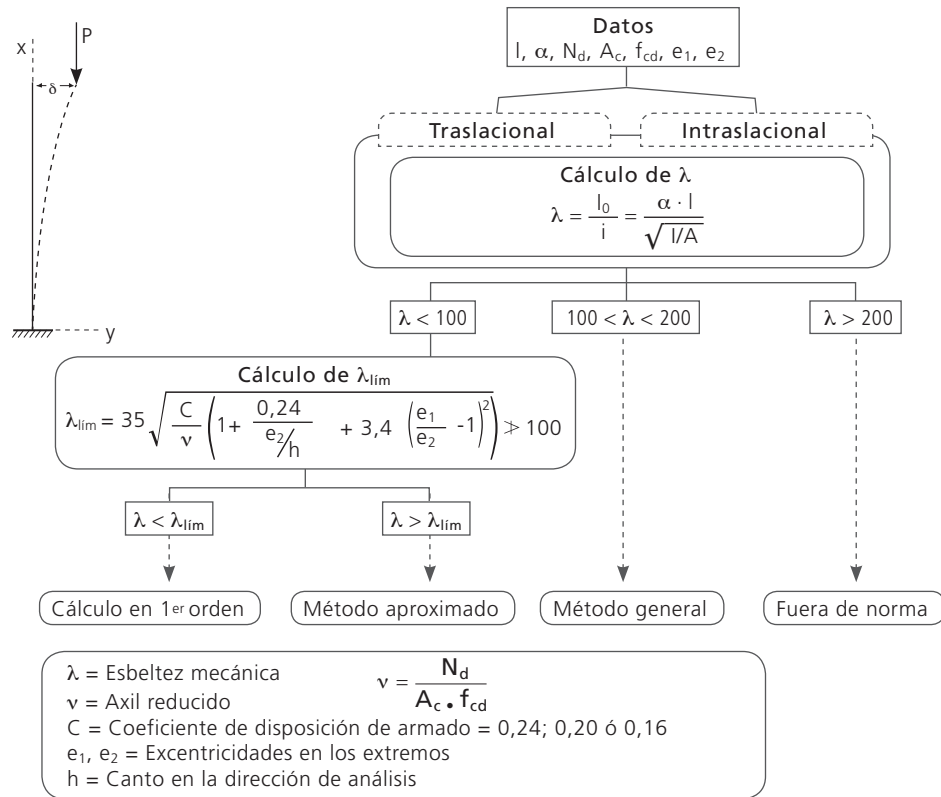 x
P
δ
y
Datos
l, α, N_d, A_c, f_cd, e_1, e_2
Traslacional
Intraslacional
Cálculo de λ
λ = l_0 / i = α · l / √(I/A)
λ < 100
100 < λ < 200
λ > 200
Cálculo de λ_lím
λ_lím = 35 √( C / ν ( 1+ 0,24 / (e_2/h) + 3,4 ( e_1 / e_2 -1 )^2 ) ) ≯ 100
λ < λ_lím
λ > λ_lím
Cálculo en 1^er orden
Método aproximado
Método general
Fuera de norma
λ = Esbeltez mecánica
ν = N_d / A_c • f_cd
ν = Axil reducido
C = Coeficiente de disposición de armado = 0,24; 0,20 ó 0,16
e_1, e_2 = Excentricidades en los extremos
h = Canto en la dirección de análisis